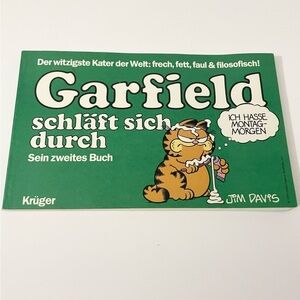 Der witzigste Kater der Welt: frech, fett, faul & filosofisch!
Garfield
schläft sich
durch
Sein zweites Buch
ICH HASSE
MONTAG-
MORGEN
Krüger
JIM DAVIS